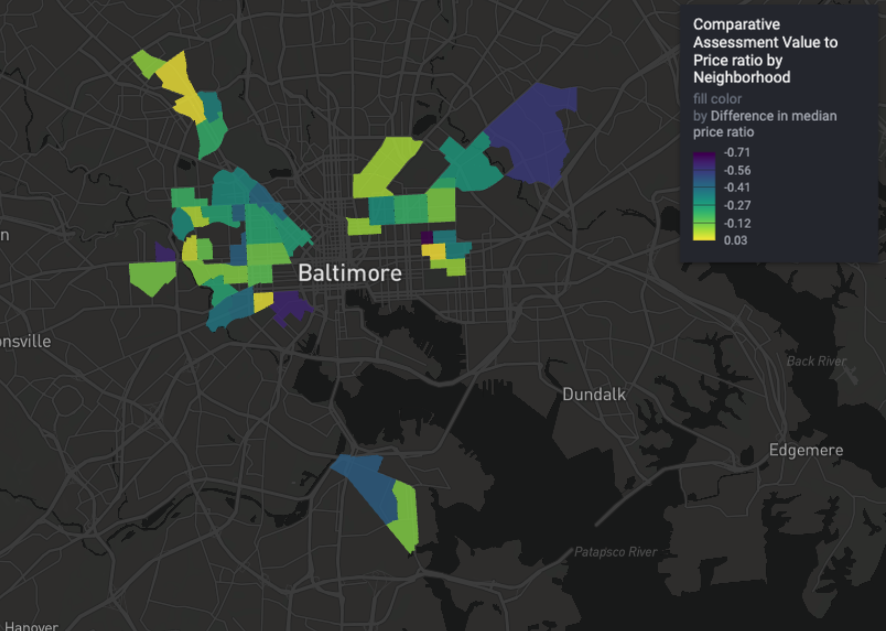 Comparative
Assessment Value to
Price ratio by
Neighborhood
fill color
by Difference in median
price ratio
-0.71
-0.56
-0.41
-0.27
-0.12
0.03
n
Baltimore
onsville
Back River
Dundalk
Edgemere
Patapsco River
Hanover